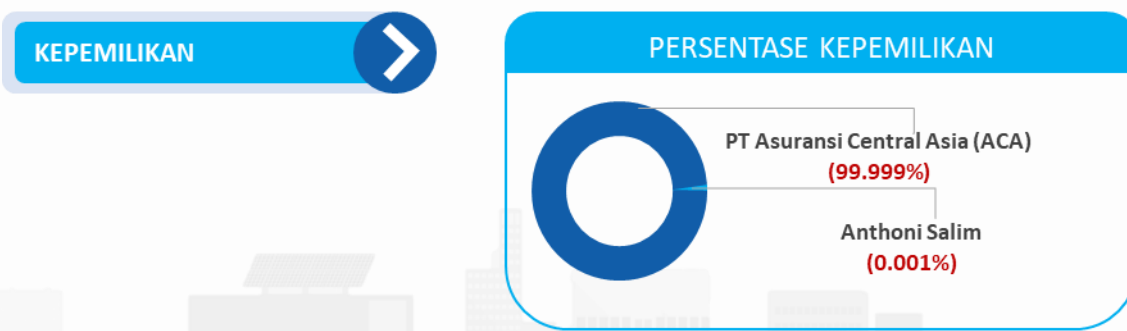 KEPEMILIKAN
PERSENTASE KEPEMILIKAN
PT Asuransi Central Asia (ACA)
(99.999%)
Anthoni Salim
(0.001%)